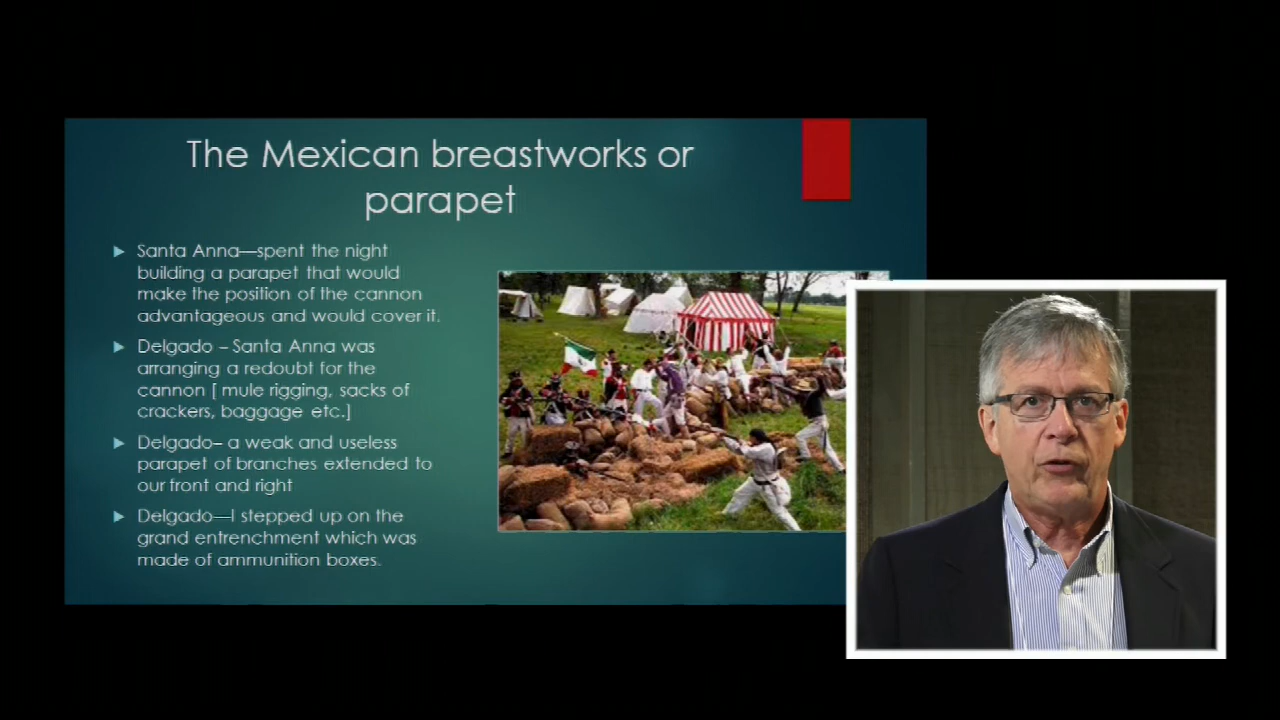 The Mexican breastworks or
parapet
Santa Anna—spent the night
building a parapet that would
make the position of the cannon
advantageous and would cover it.
Delgado – Santa Anna was
arranging a redoubt for the
cannon [ mule rigging, sacks of
crackers, baggage etc.]
Delgado– a weak and useless
parapet of branches extended to
our front and right
Delgado—I stepped up on the
grand entrenchment which was
made of ammunition boxes.